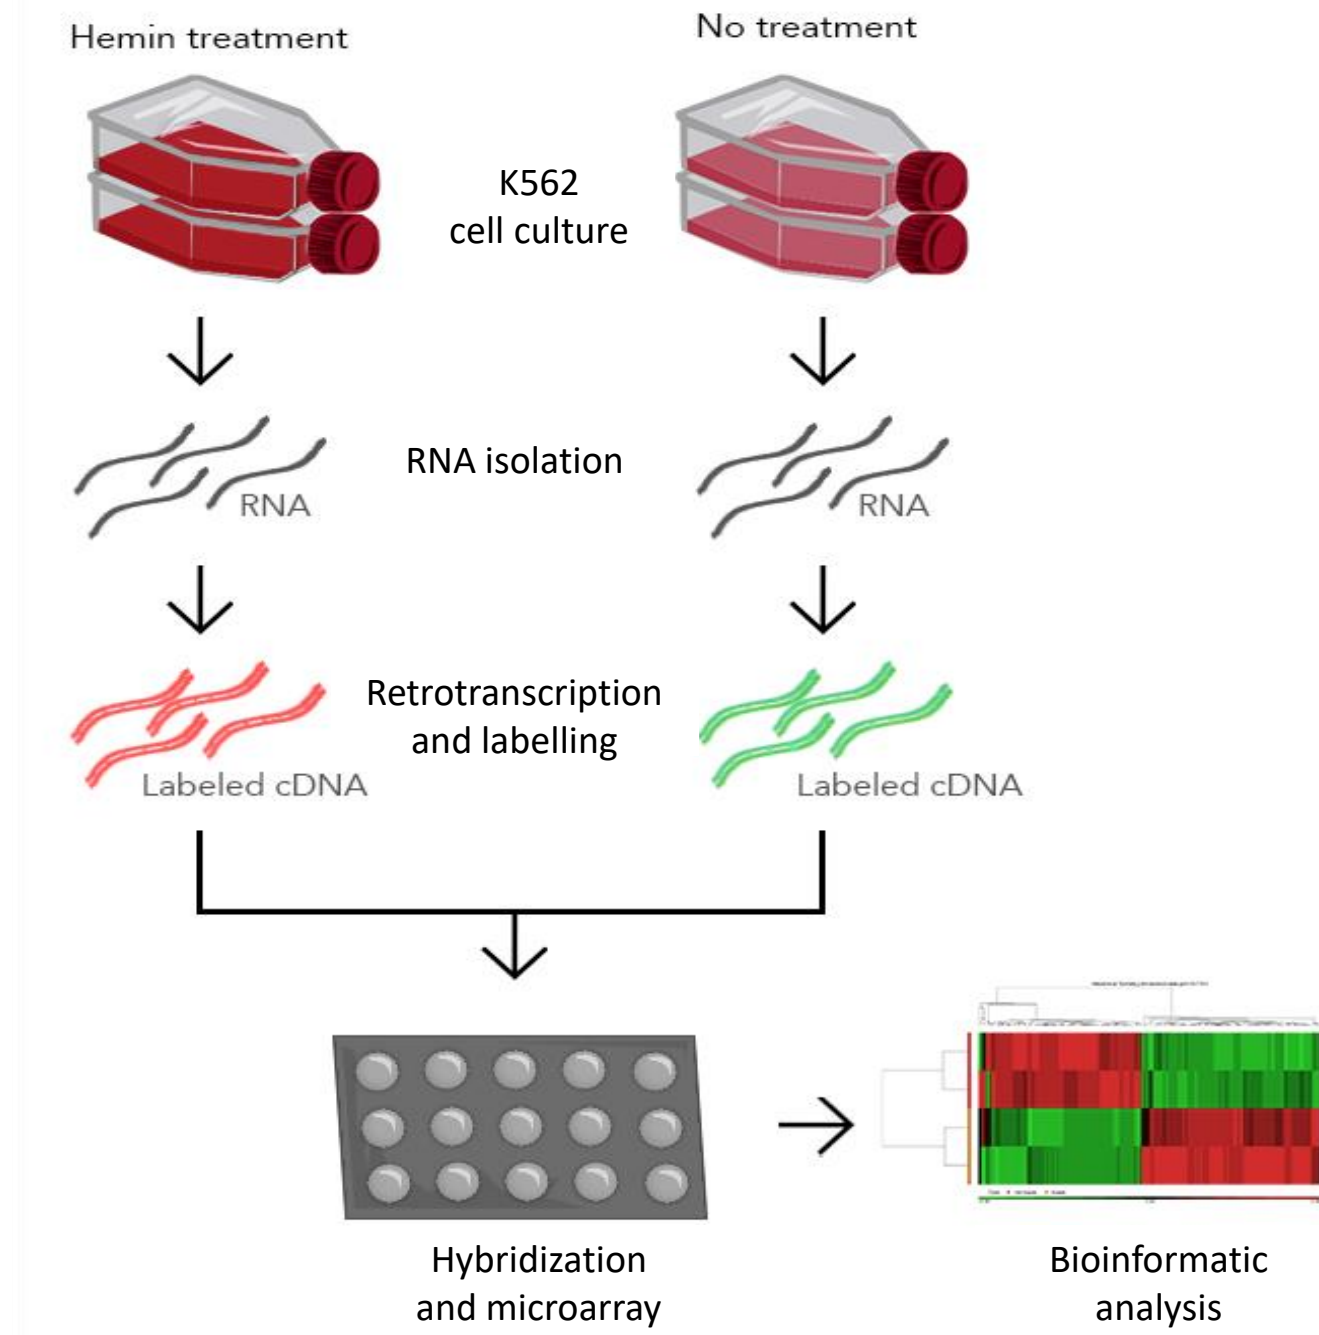 Hemin treatment
No treatment
K562
cell culture
RNA isolation
RNA
RNA
Retrotranscription
and labelling
Labeled cDNA
Labeled cDNA
Hybridization
and microarray
Bioinformatic
analysis